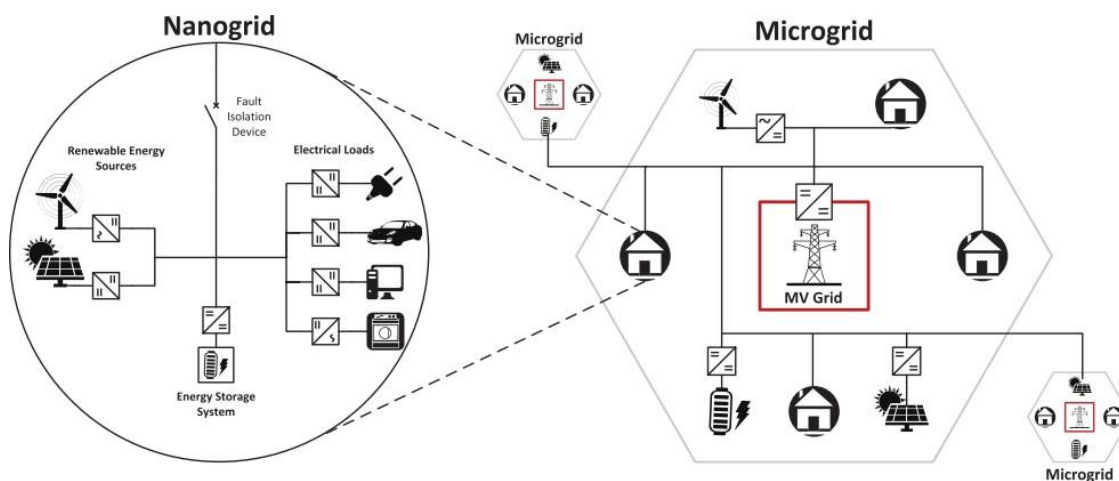 Nanogrid
Fault
Isolation
Device
Renewable Energy
Sources
Electrical Loads
Energy Storage
System
Microgrid
Microgrid
MV Grid
Microgrid